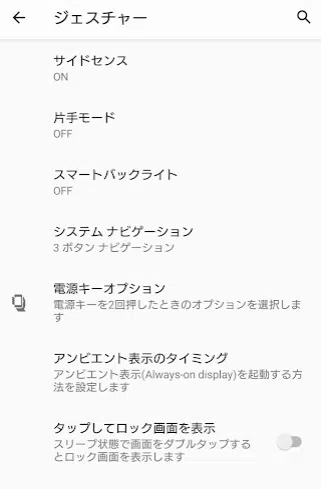 ジェスチャー
サイドセンス
ON
片手モード
OFF
スマートバックライト
OFF
システム ナビゲーション
3 ボタン ナビゲーション
電源キーオプション
電源キーを2回押したときのオプションを選択しま
す
アンビエント表示のタイミング
アンビエント表示(Always-on display)を起動する方
法を設定します
タップしてロック画面を表示
スリープ状態で画面をダブルタップする
とロック画面を表示します